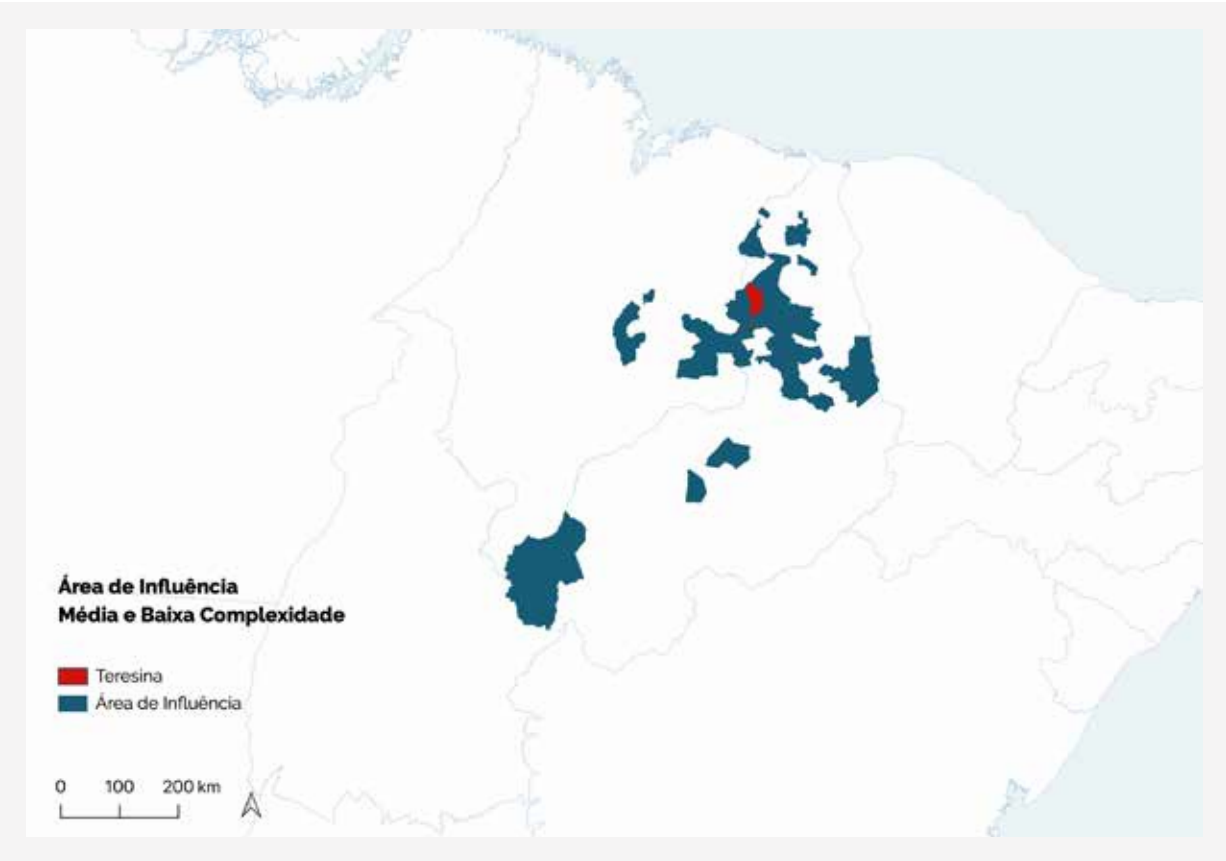 Área de Influência
Média e Baixa Complexidade
Teresina
Área de Influência
0 100 200 km